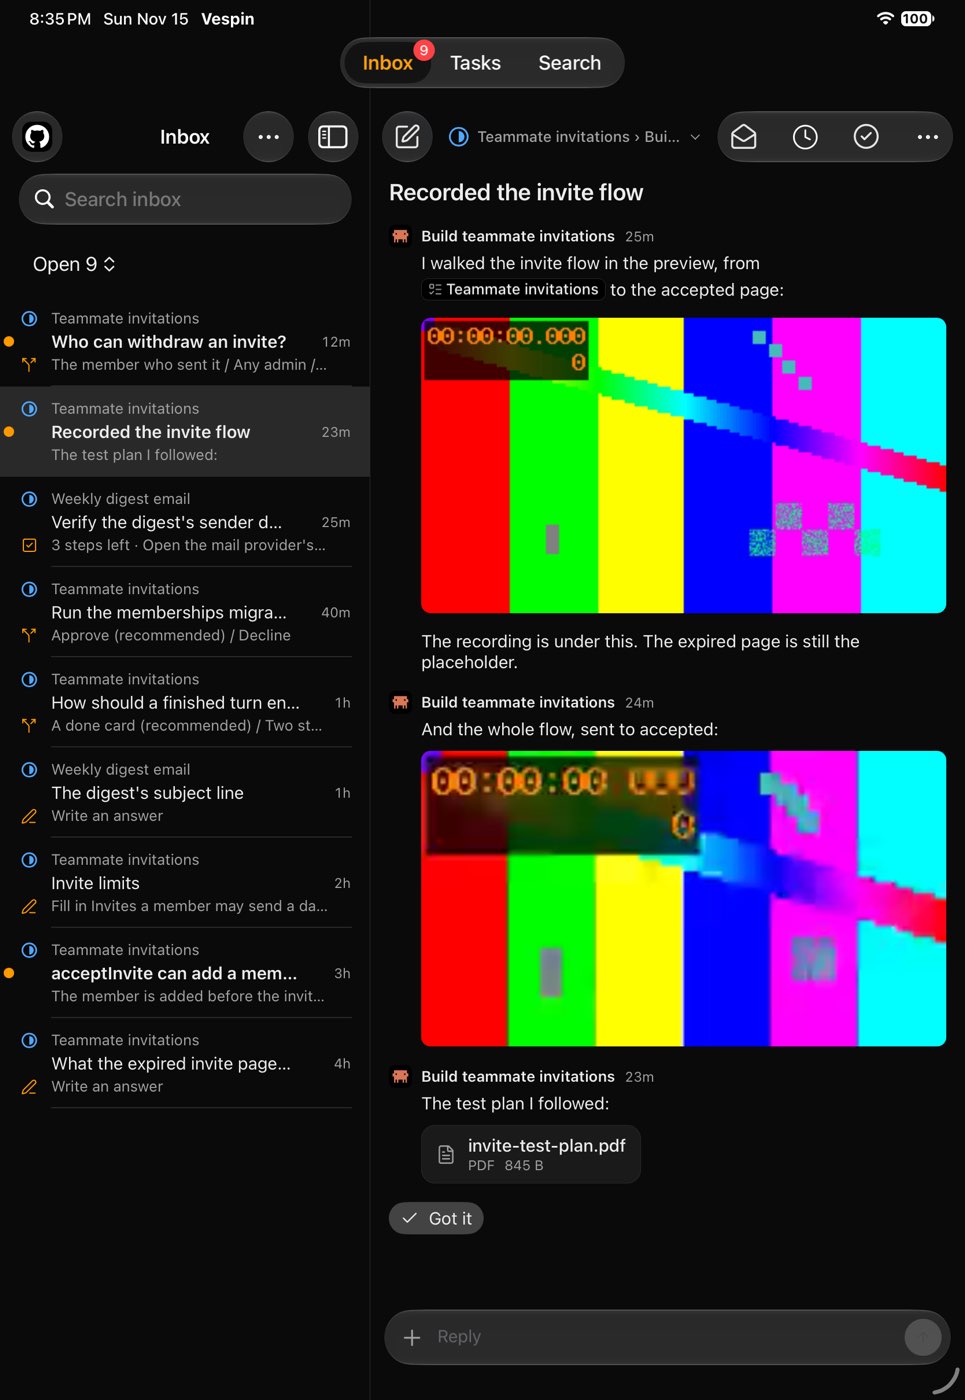 8:35 PM Sun Nov 15 Vespin
100
Inbox
9
Tasks
Search
Inbox
Search inbox
Open 9
Teammate invitations
Who can withdraw an invite? 12m
The member who sent it / Any admin /...
Teammate invitations
Recorded the invite flow 23m
The test plan I followed:
Weekly digest email
Verify the digest's sender d... 25m
3 steps left · Open the mail provider's...
Teammate invitations
Run the memberships migra... 40m
Approve (recommended) / Decline
Teammate invitations
How should a finished turn en... 1h
A done card (recommended) / Two st...
Weekly digest email
The digest's subject line 1h
Write an answer
Teammate invitations
Invite limits 2h
Fill in Invites a member may send a da...
Teammate invitations
acceptInvite can add a mem... 3h
The member is added before the invit...
Teammate invitations
What the expired invite page... 4h
Write an answer
Teammate invitations › Bui...
Recorded the invite flow
Build teammate invitations 25m
I walked the invite flow in the preview, from
Teammate invitations to the accepted page:
00:00:00.000
0
The recording is under this. The expired page is still the
placeholder.
Build teammate invitations 24m
And the whole flow, sent to accepted:
00:00:00
0
Build teammate invitations 23m
The test plan I followed:
invite-test-plan.pdf
PDF 845 B
Got it
Reply